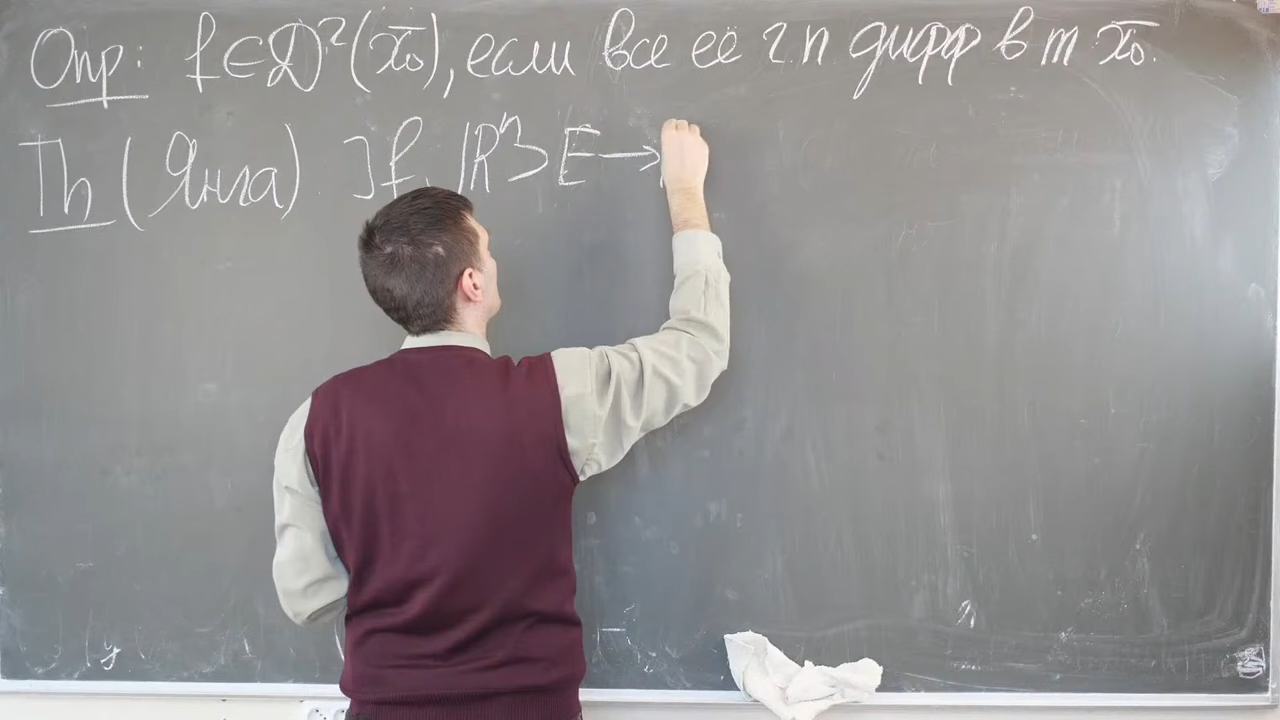 Опр: f ∈ D²(x̄₀), если все её ч п дифф в т x̄₀.
Th (Янга) ] f: ℝⁿ ⊃ E →